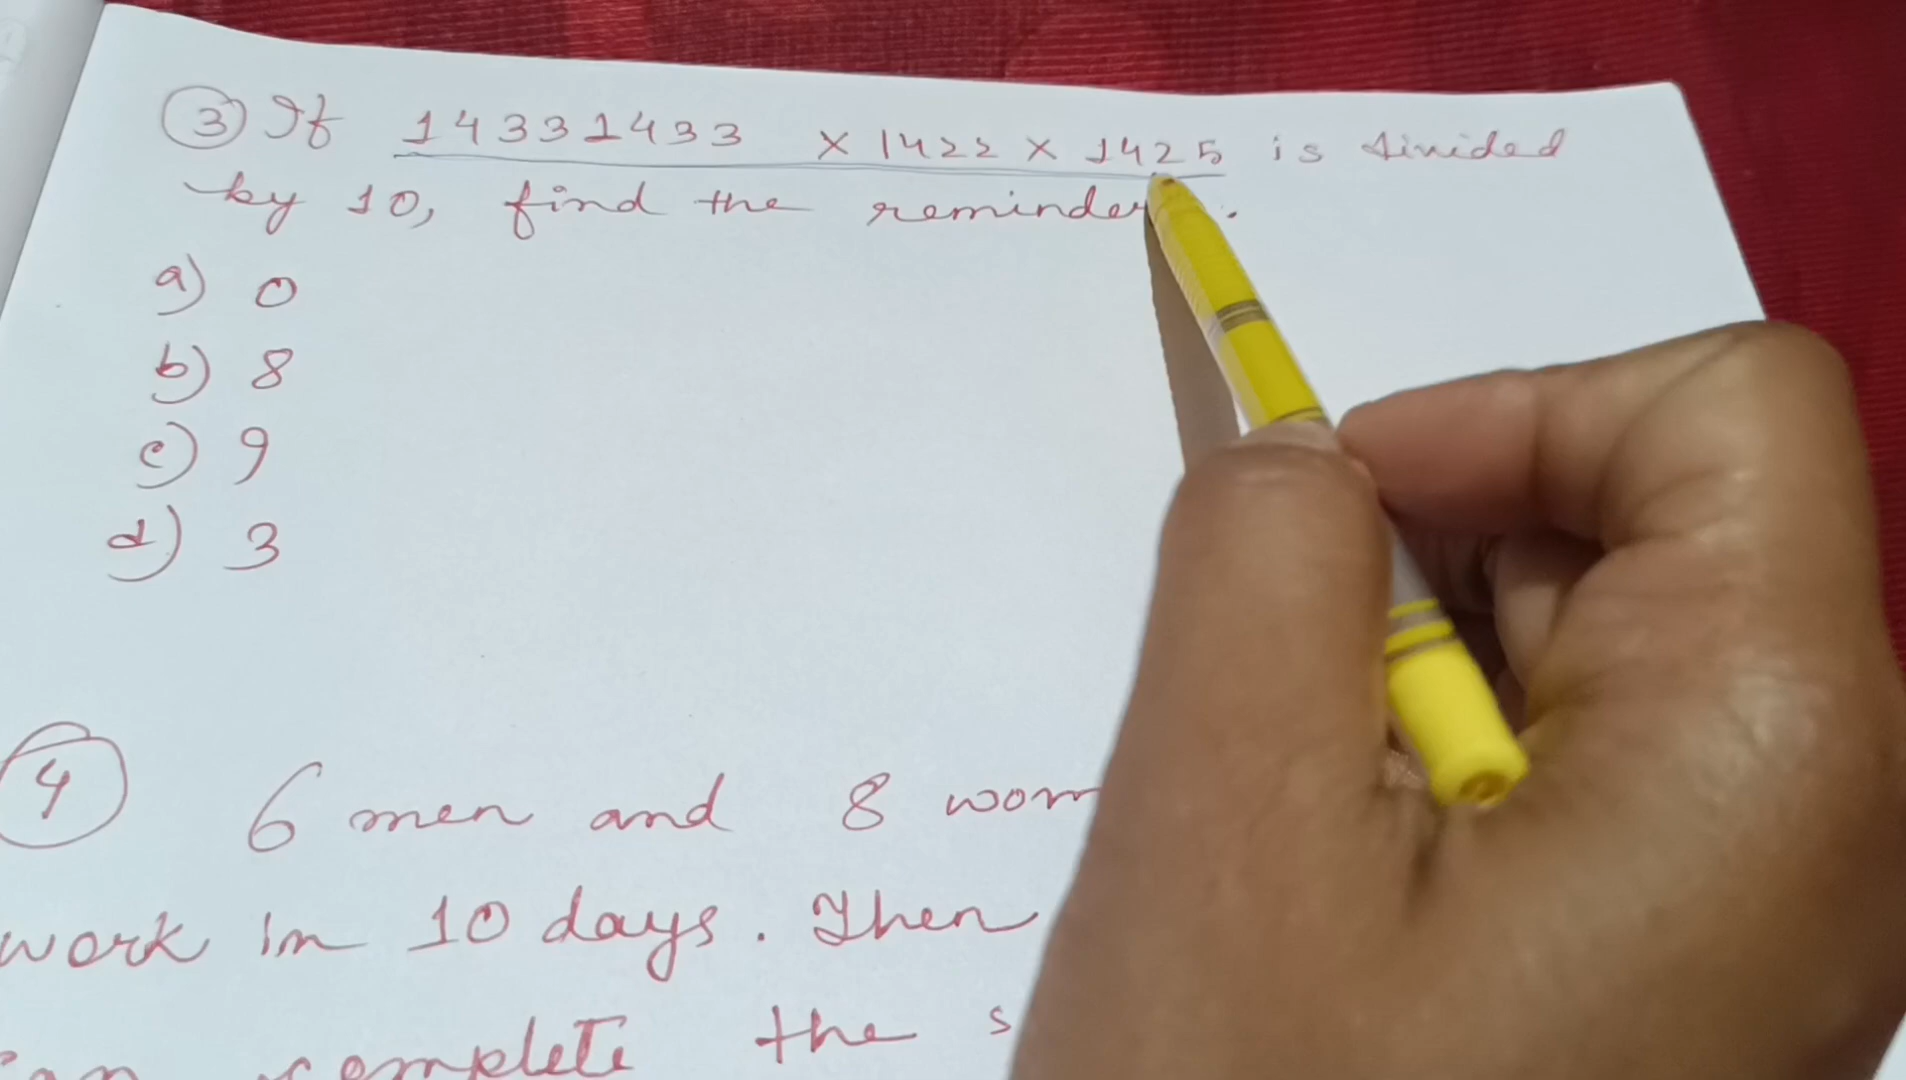 3 If 14331433 × 1422 × 1425 is divided
by 10, find the reminder.
a) 0
b) 8
c) 9
d) 3
4 6 men and 8
work in 10 days. Then
complete the